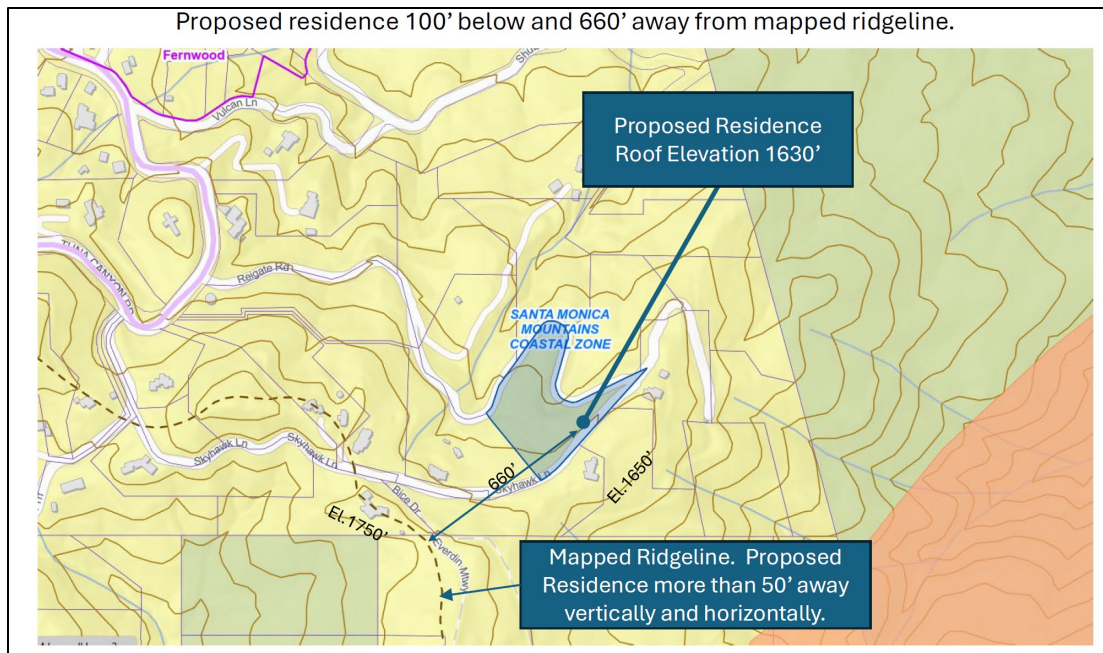 Proposed residence 100’ below and 660’ away from mapped ridgeline.
Fernwood
Vulcan Ln
Proposed Residence
Roof Elevation 1630’
TUNA CANYON RD
Reigate Rd
SANTA MONICA
MOUNTAINS
COASTAL ZONE
Skyhawk Ln
Skyhawk Ln
Skyhawk Ln
660’
El.1650’
Bice Dr
El.1750’
Everdin Mtwy
Mapped Ridgeline. Proposed
Residence more than 50’ away
vertically and horizontally.